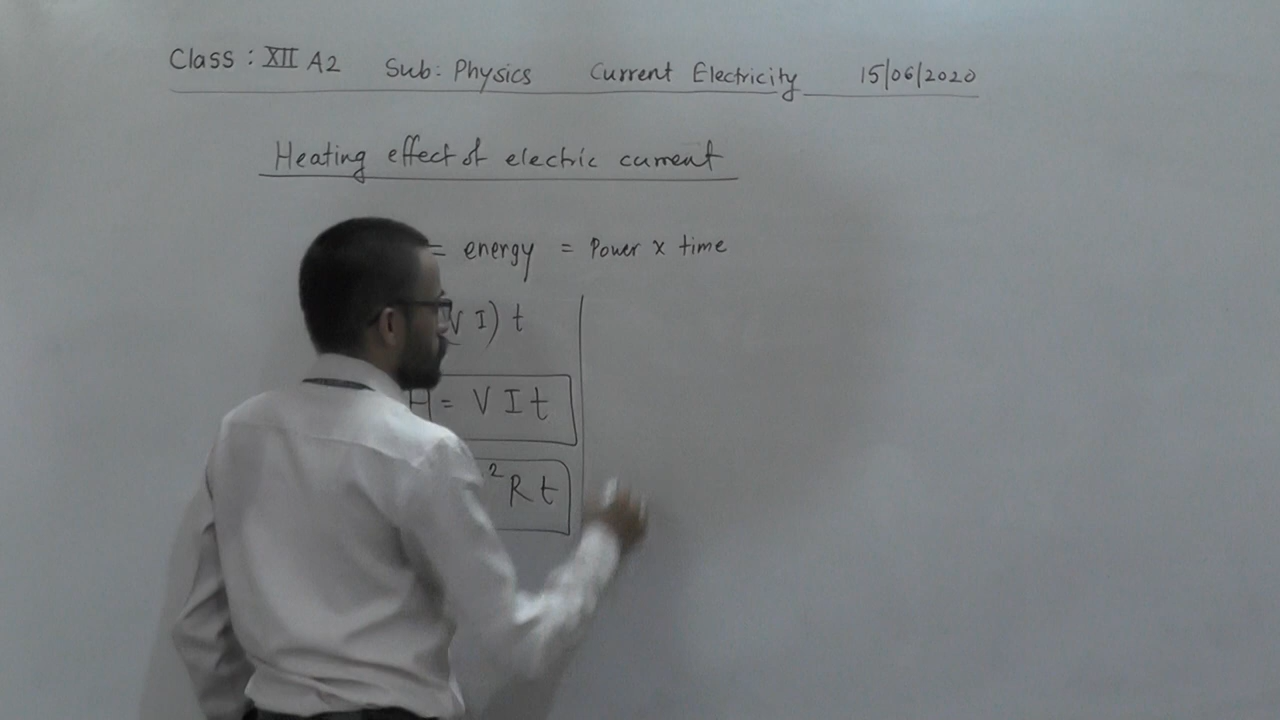 Class : XII A2 Sub: Physics Current Electricity 15/06/2020
Heating effect of electric current
= energy = Power x time
V I) t
H = V I t
² R t